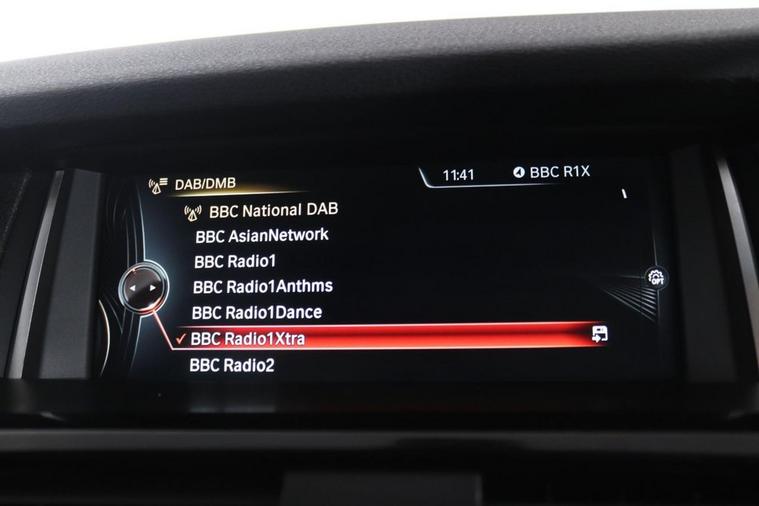 DAB/DMB
11:41
BBC R1X
BBC National DAB
BBC AsianNetwork
BBC Radio1
BBC Radio1Anthms
OPT
BBC Radio1Dance
BBC Radio1Xtra
BBC Radio2